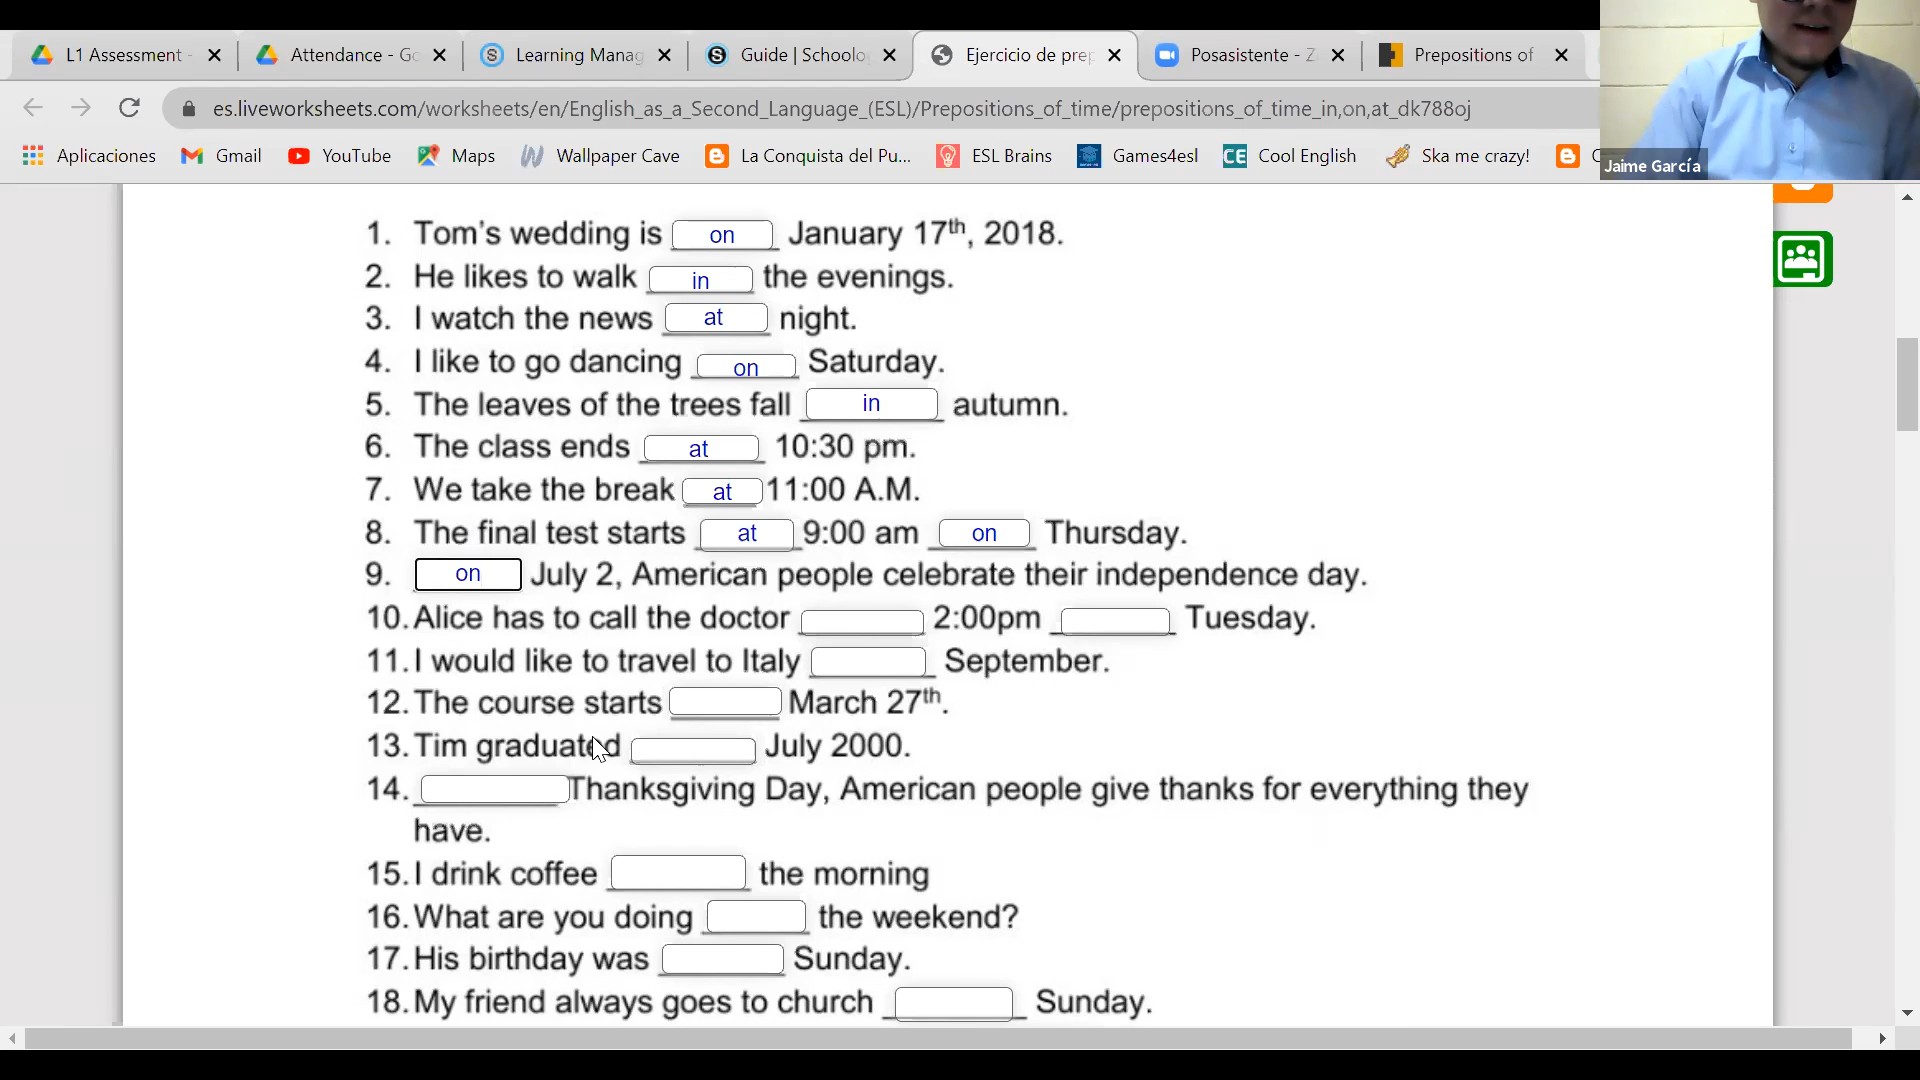 L1 Assessment -
Attendance - Go
Learning Manag
Guide | Schoolo
Ejercicio de prep
Posasistente - Z
Prepositions of
es.liveworksheets.com/worksheets/en/English_as_a_Second_Language_(ESL)/Prepositions_of_time/prepositions_of_time_in,on,at_dk788oj
Aplicaciones
Gmail
YouTube
Maps
Wallpaper Cave
La Conquista del Pu...
ESL Brains
Games4esl
CE Cool English
Ska me crazy!
Jaime García
1. Tom's wedding is on January 17th, 2018.
2. He likes to walk in the evenings.
3. I watch the news at night.
4. I like to go dancing on Saturday.
5. The leaves of the trees fall in autumn.
6. The class ends at 10:30 pm.
7. We take the break at 11:00 A.M.
8. The final test starts at 9:00 am on Thursday.
9. on July 2, American people celebrate their independence day.
10. Alice has to call the doctor 2:00pm Tuesday.
11. I would like to travel to Italy September.
12. The course starts March 27th.
13. Tim graduated July 2000.
14. Thanksgiving Day, American people give thanks for everything they
have.
15. I drink coffee the morning
16. What are you doing the weekend?
17. His birthday was Sunday.
18. My friend always goes to church Sunday.